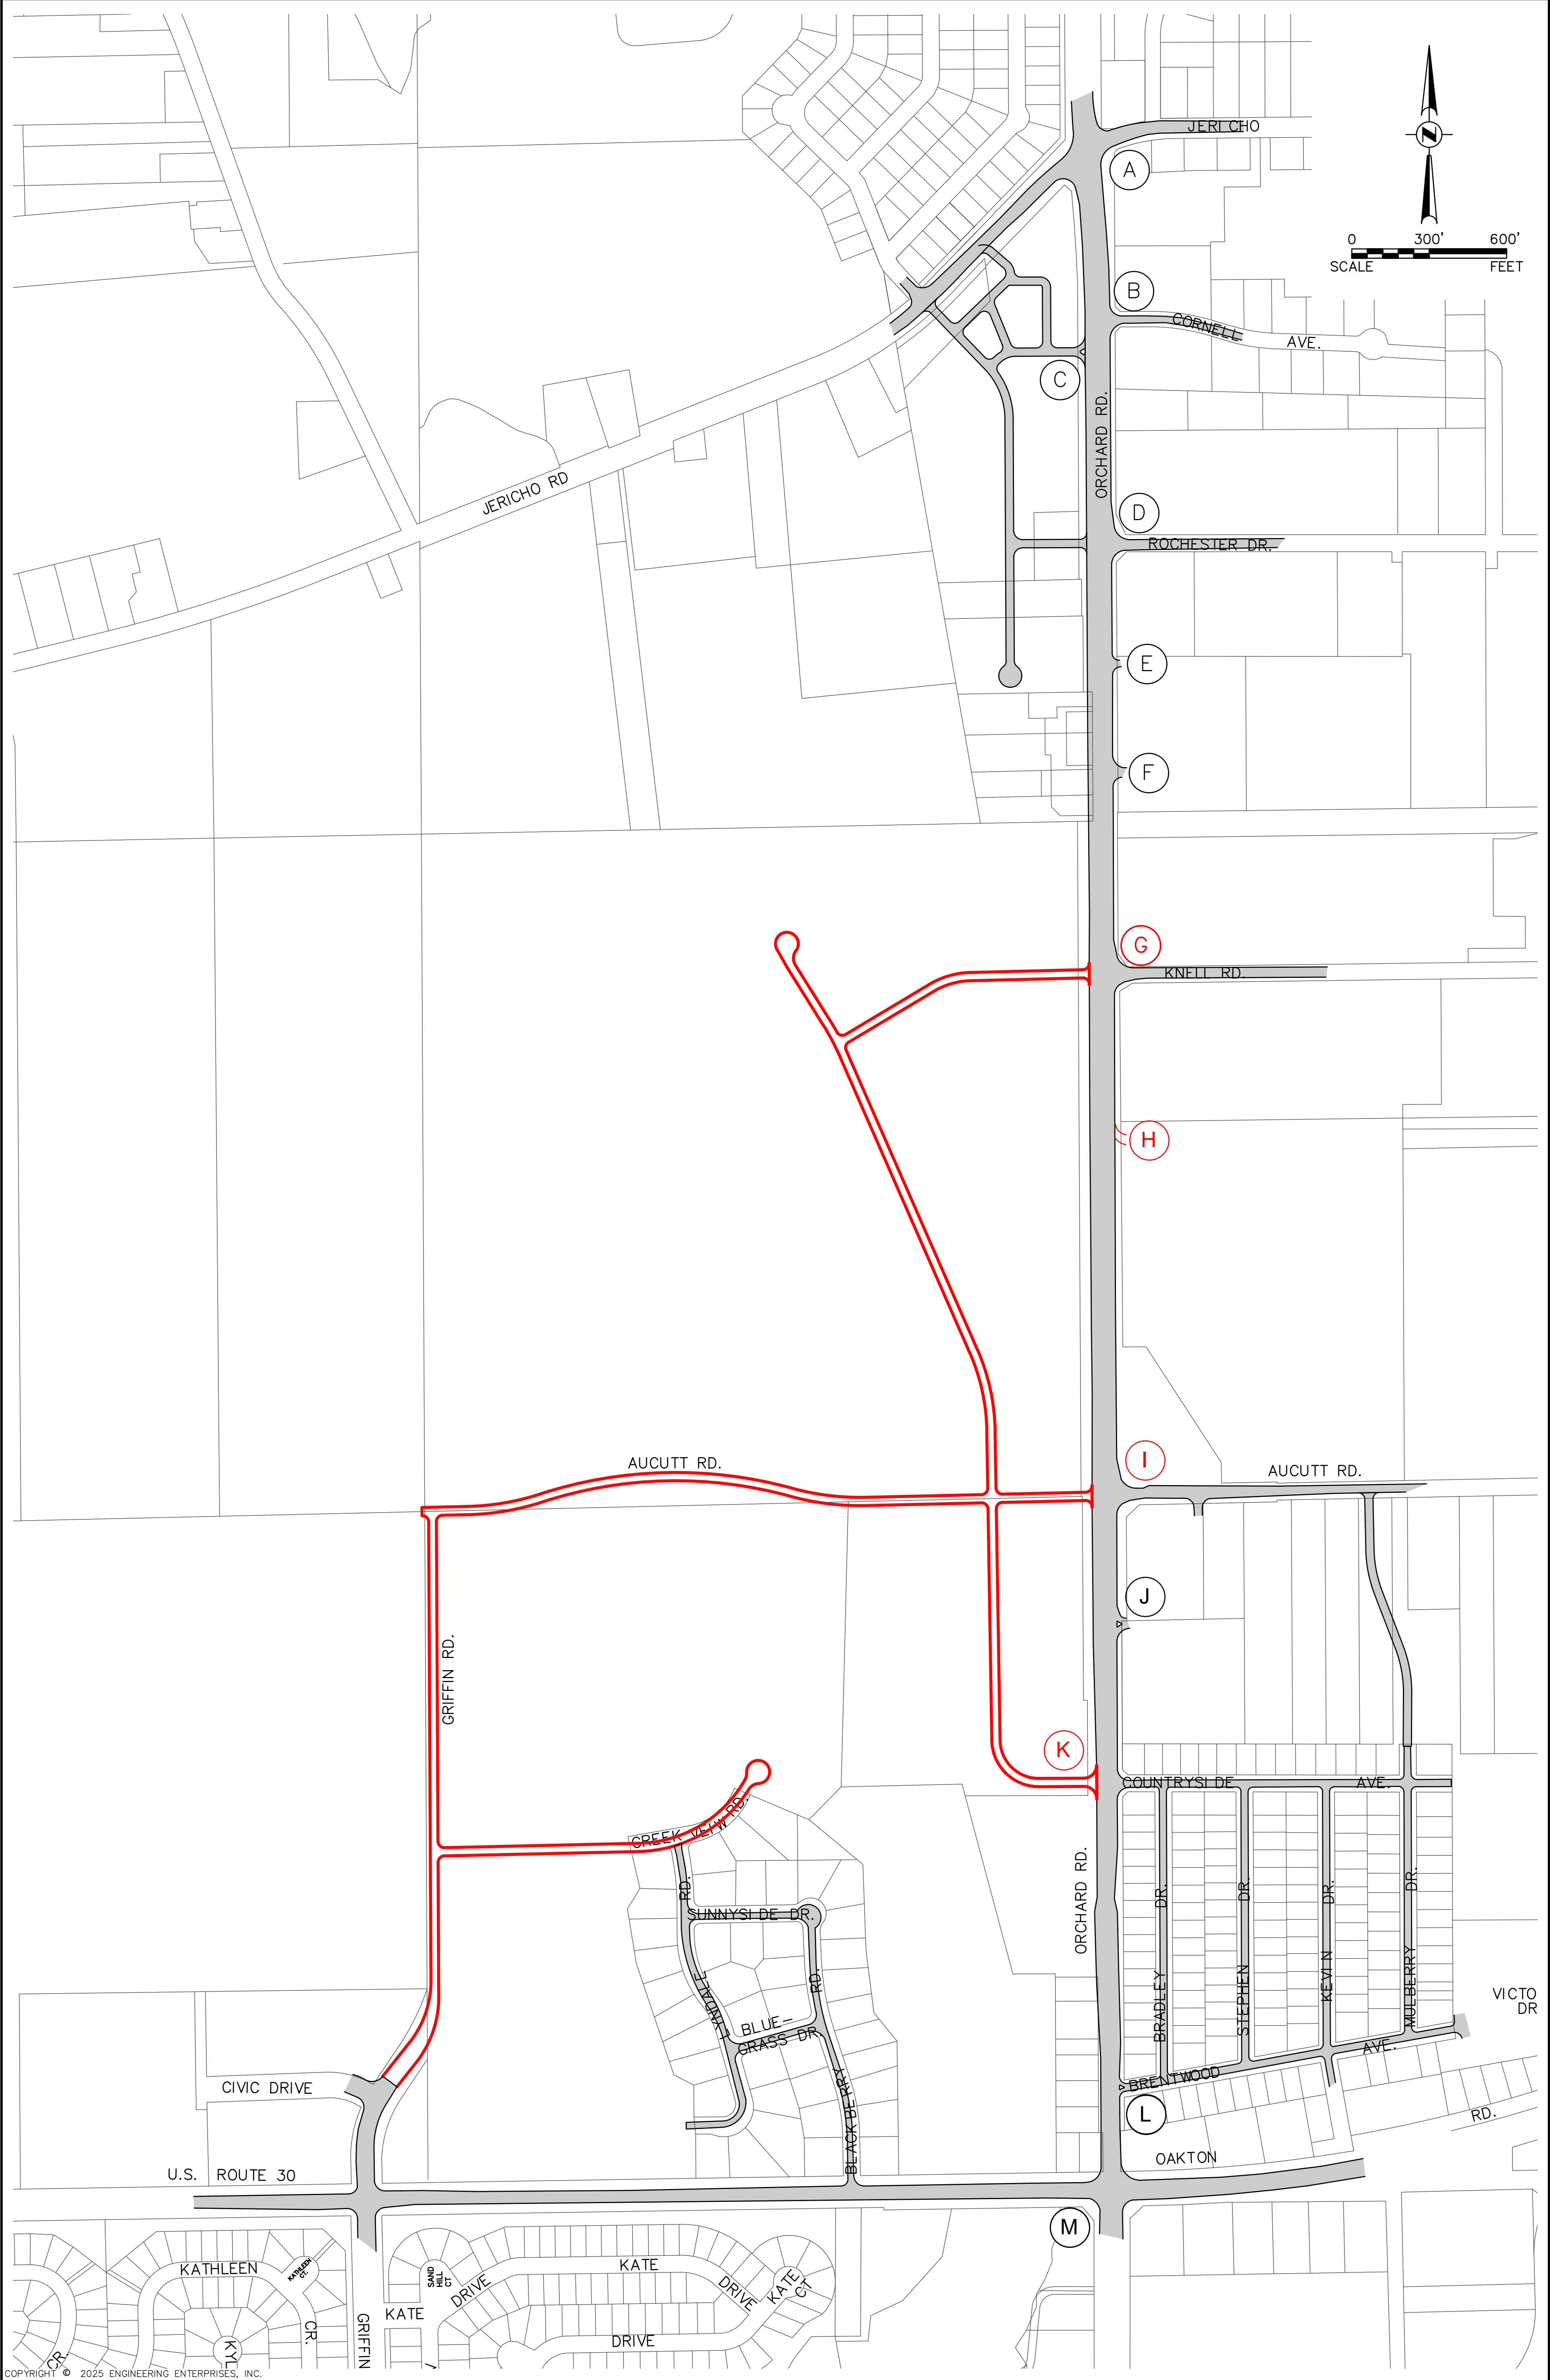 JERICHO
A
N
0 300' 600'
SCALE FEET
B
CORNELL
AVE.
C
ORCHARD RD.
JERICHO RD
D
ROCHESTER DR.
E
F
G
KNELL RD.
H
I
AUCUTT RD.
AUCUTT RD.
J
GRIFFIN RD.
K
COUNTRYSIDE AVE.
CREEK VEIW RD.
ORCHARD RD.
RD.
SUNNYSIDE DR.
LYNDALE
RD.
BLUE-
GRASS DR.
BLACKBERRY
BRADLEY DR.
STEPHEN DR.
KEVIN DR.
MULBERRY DR.
VICTO
DR
AVE.
BRENTWOOD
CIVIC DRIVE
L
RD.
OAKTON
U.S. ROUTE 30
M
KATHLEEN
KATHLEEN
CT.
SAND
HILL
CT
KATE
DRIVE
DRIVE
KATE
CT
KATE
GRIFFIN
CR.
DRIVE
KYL
CR.
COPYRIGHT © 2025 ENGINEERING ENTERPRISES, INC.